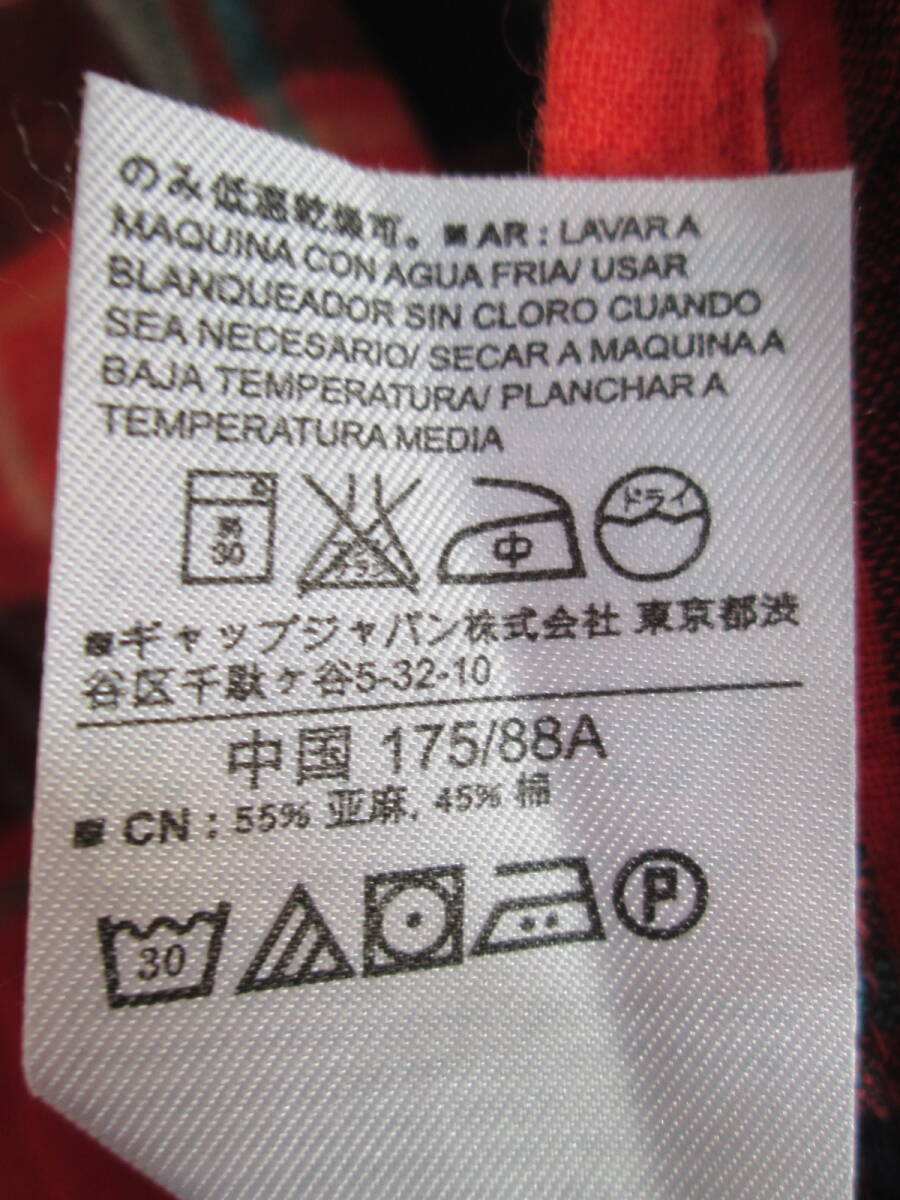 のみ低温乾燥可。■ AR : LAVAR A
MAQUINA CON AGUA FRIA/ USAR
BLANQUEADOR SIN CLORO CUANDO
SEA NECESARIO/ SECAR A MAQUINA A
BAJA TEMPERATURA/ PLANCHAR A
TEMPERATURA MEDIA
弱 30 中 ドライ
■ギャップジャパン株式会社 東京都渋
谷区千駄ヶ谷5-32-10
中国 175/88A
■ CN : 55% 亚麻, 45% 棉
30 P